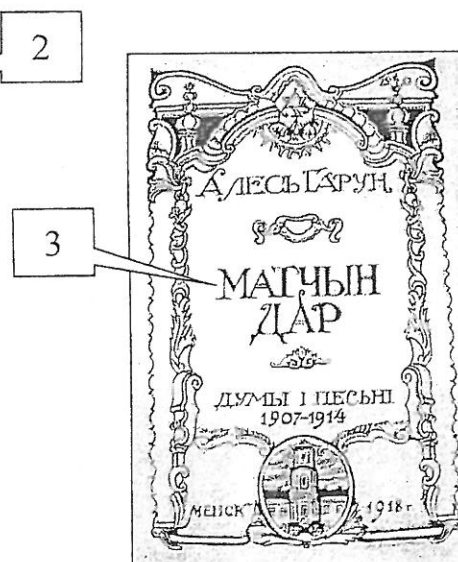 2
3
АЛЕСЬ ГАРУН
МАТЧЫН
ДАР
ДУМЫ І ПЕСЬНІ
1907-1914
МЕНСК
1918 г